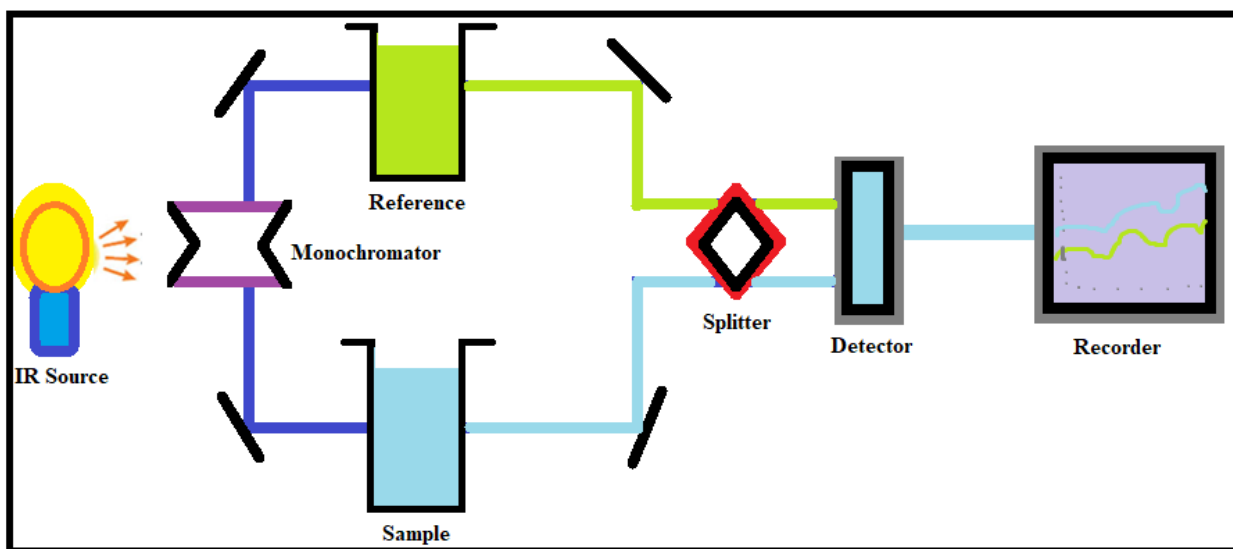 Reference
Monochromator
IR Source
Splitter
Detector
Recorder
Sample